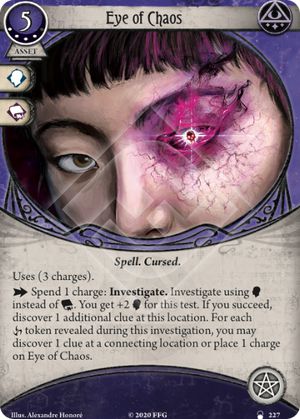 5
Eye of Chaos
ASSET
Spell. Cursed.
Uses (3 charges).
Spend 1 charge: Investigate. Investigate using
instead of . You get +2 for this test. If you succeed,
discover 1 additional clue at this location. For each
token revealed during this investigation, you may
discover 1 clue at a connecting location or place 1 charge
on Eye of Chaos.
Illus. Alexandre Honoré
© 2020 FFG
227